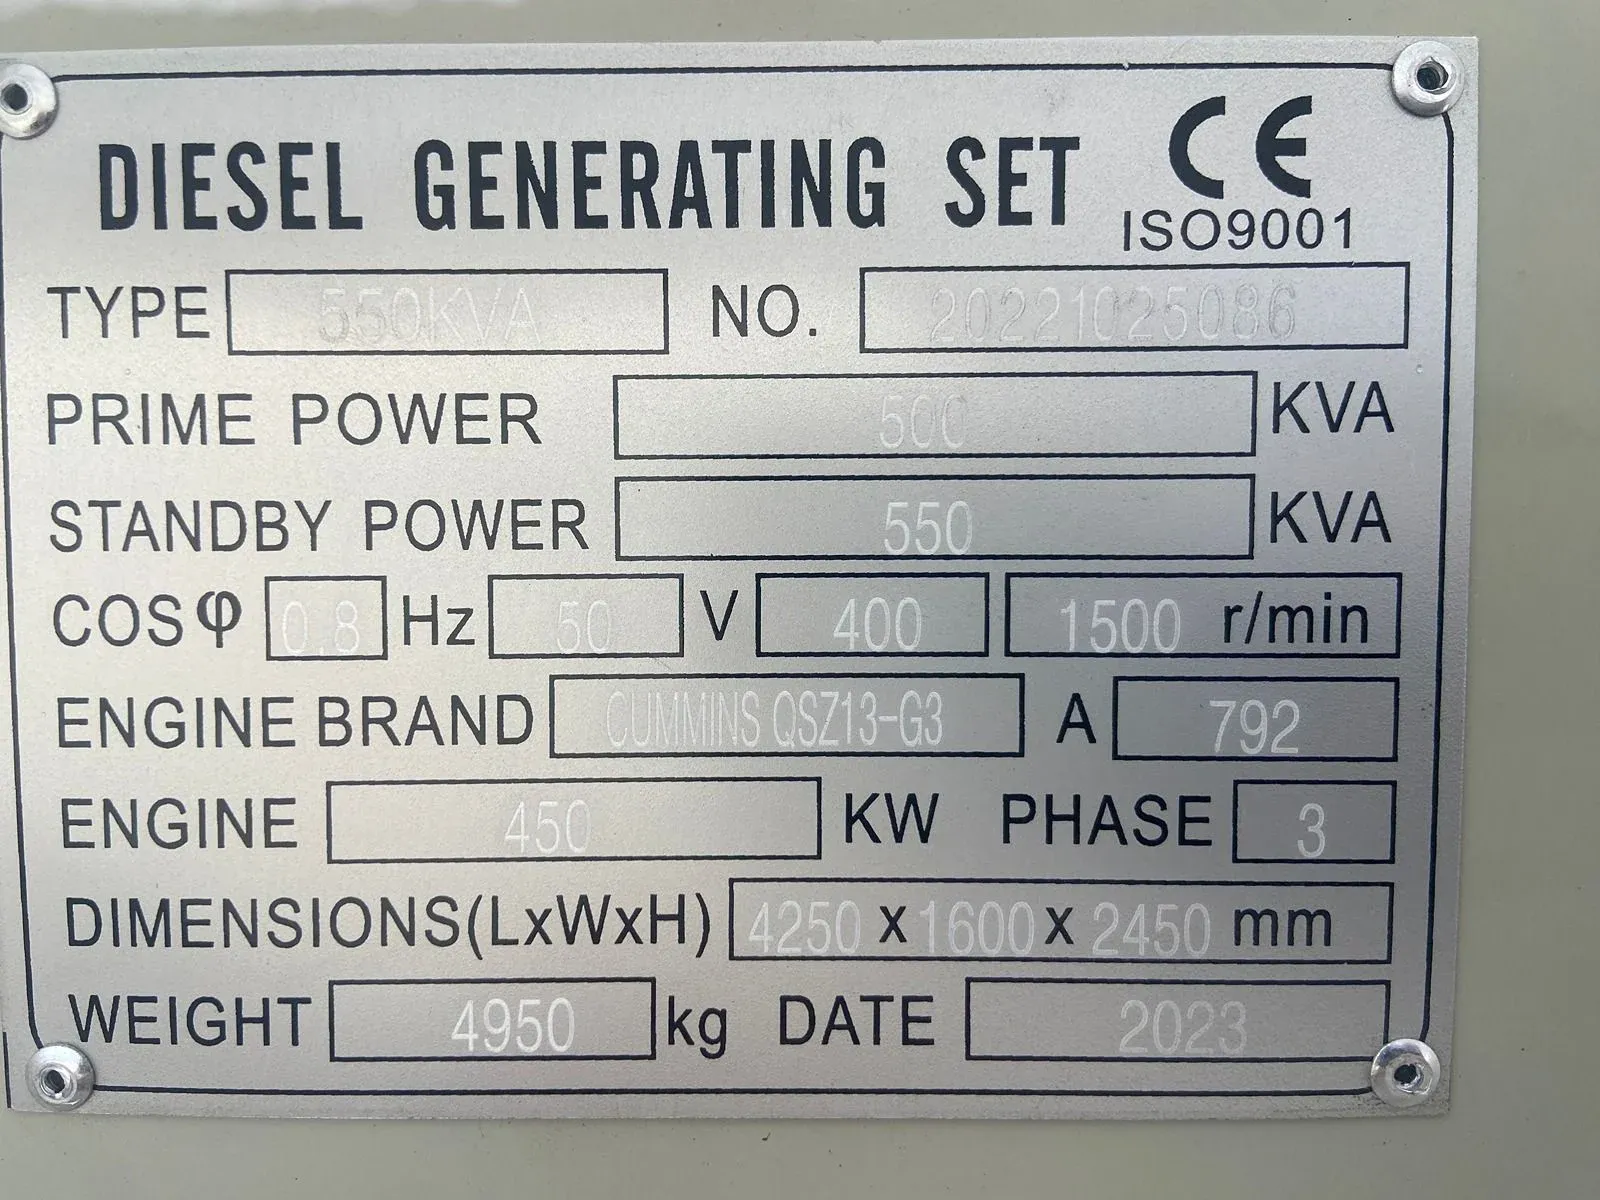 DIESEL GENERATING SET CE
ISO9001
TYPE 550KVA NO. 20221025086
PRIME POWER 500 KVA
STANDBY POWER 550 KVA
COSφ 0.8 Hz 50 V 400 1500 r/min
ENGINE BRAND CUMMINS QSZ13-G3 A 792
ENGINE 450 KW PHASE 3
DIMENSIONS(LxWxH) 4250 x 1600 x 2450 mm
WEIGHT 4950 kg DATE 2023